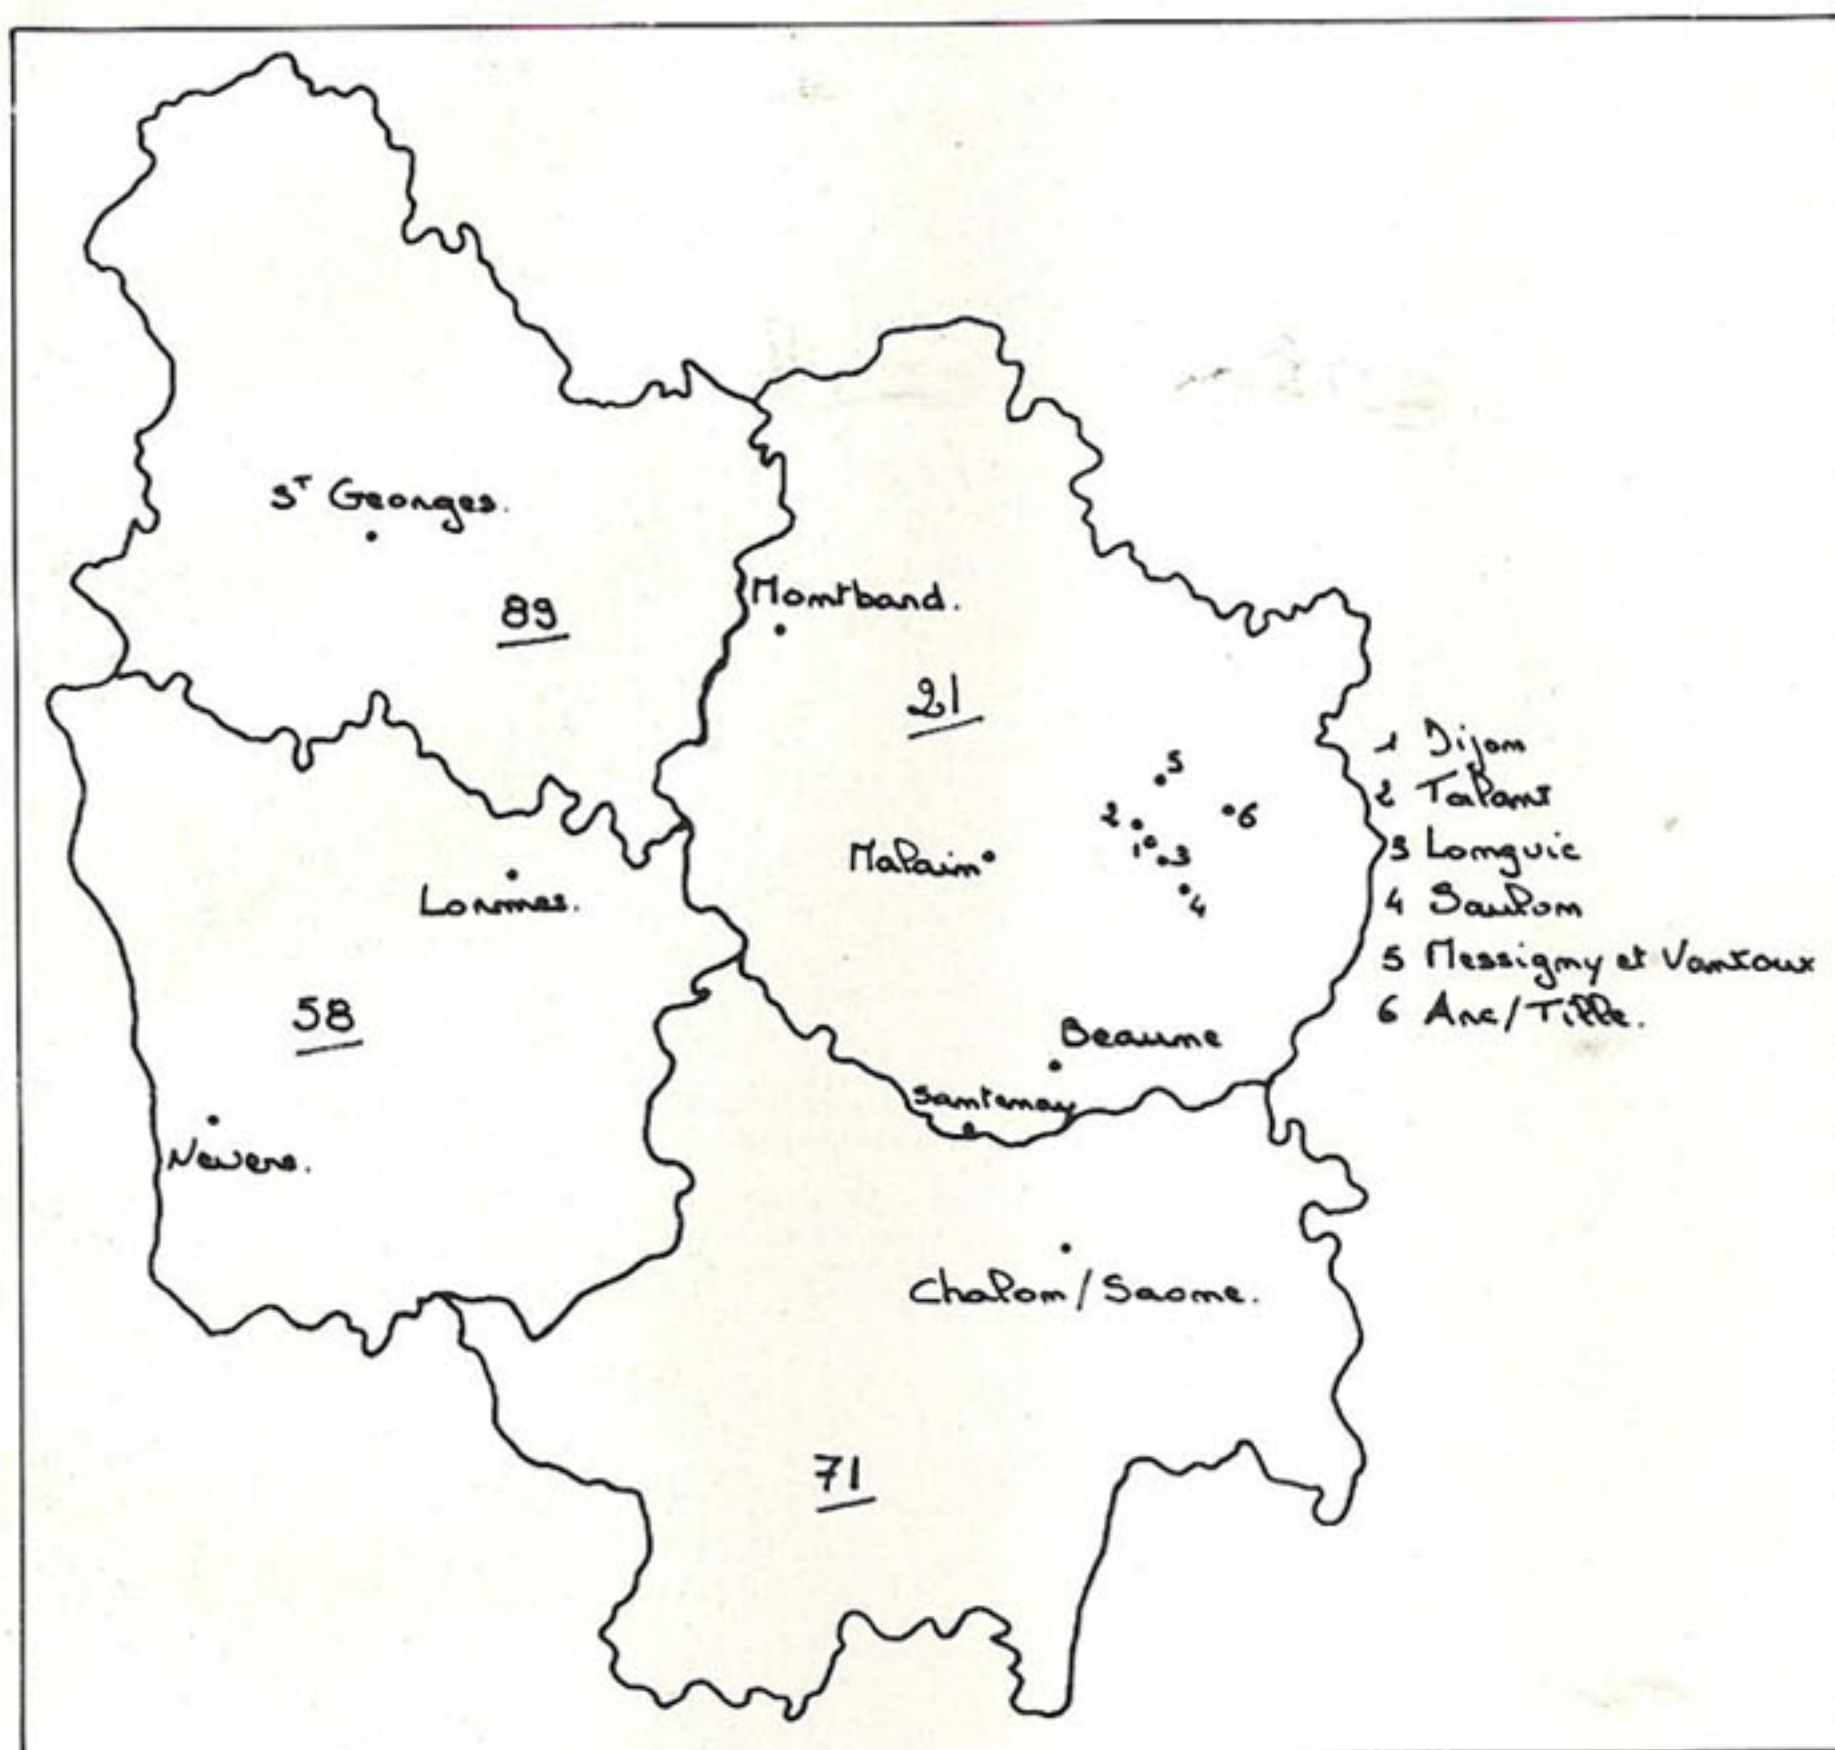 Sᵀ Georges.
89
Montbard.
21
5
2
6
1
3
Malain
4
Lormes.
58
Nevers.
Beaune
Santenay
Chalon/Saone.
71
1 Dijon
2 Talant
3 Longvic
4 Saulon
5 Messigny et Vantoux
6 Arc/Tille.